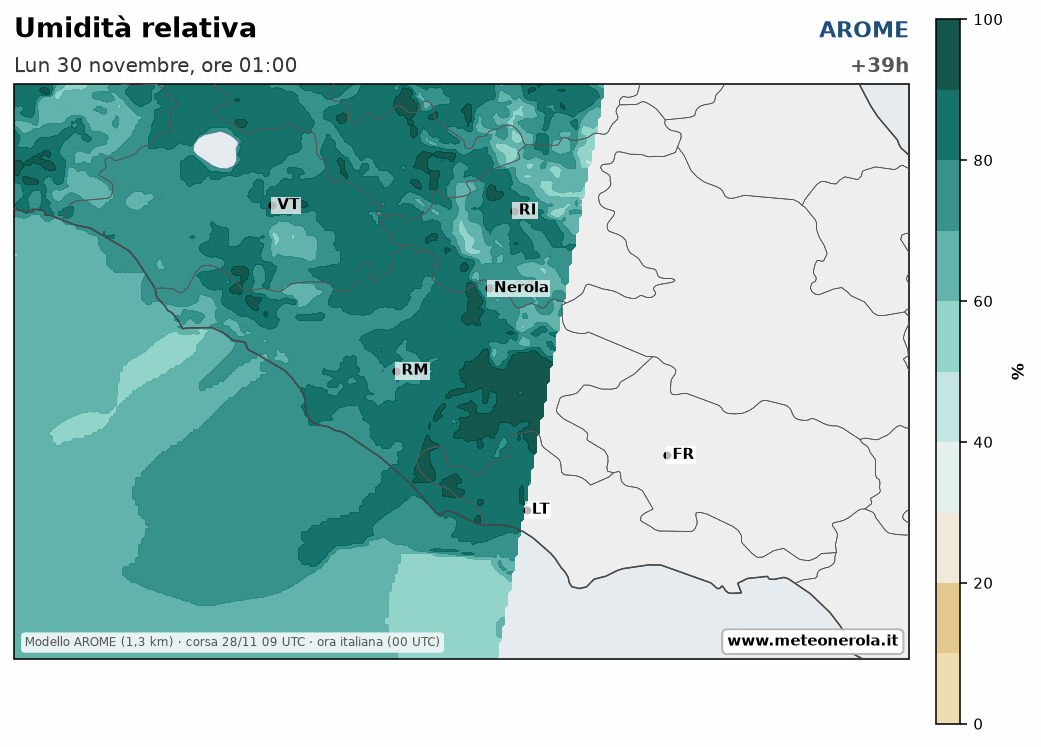 Umidità relativa
AROME
Lun 30 novembre, ore 01:00
+39h
VT
RI
Nerola
RM
FR
LT
Modello AROME (1,3 km) · corsa 28/11 09 UTC · ora italiana (00 UTC)
www.meteonerola.it
100
80
60
40
20
0
%